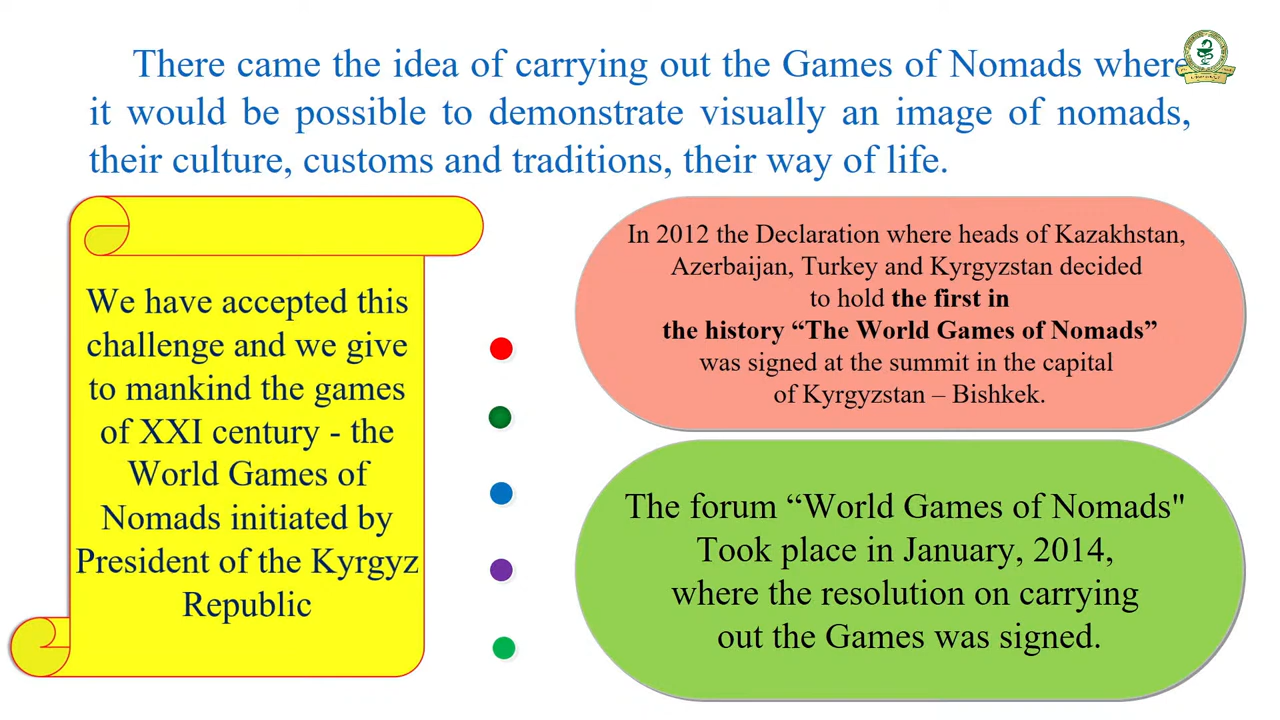 There came the idea of carrying out the Games of Nomads where
it would be possible to demonstrate visually an image of nomads,
their culture, customs and traditions, their way of life.
We have accepted this
challenge and we give
to mankind the games
of XXI century - the
World Games of
Nomads initiated by
President of the Kyrgyz
Republic
In 2012 the Declaration where heads of Kazakhstan,
Azerbaijan, Turkey and Kyrgyzstan decided
to hold the first in
the history “The World Games of Nomads”
was signed at the summit in the capital
of Kyrgyzstan – Bishkek.
The forum “World Games of Nomads"
Took place in January, 2014,
where the resolution on carrying
out the Games was signed.